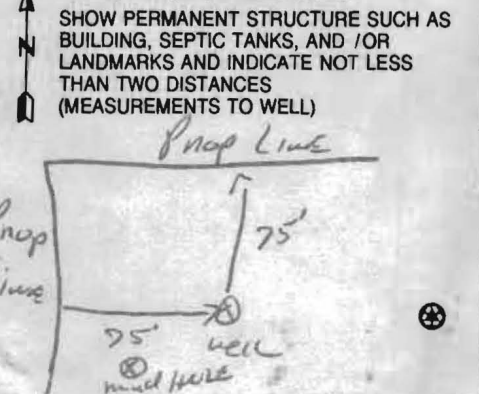 N
SHOW PERMANENT STRUCTURE SUCH AS
BUILDING, SEPTIC TANKS, AND /OR
LANDMARKS AND INDICATE NOT LESS
THAN TWO DISTANCES
(MEASUREMENTS TO WELL)
Prop Line
Prop
Line
75'
75'
well
mud Hole